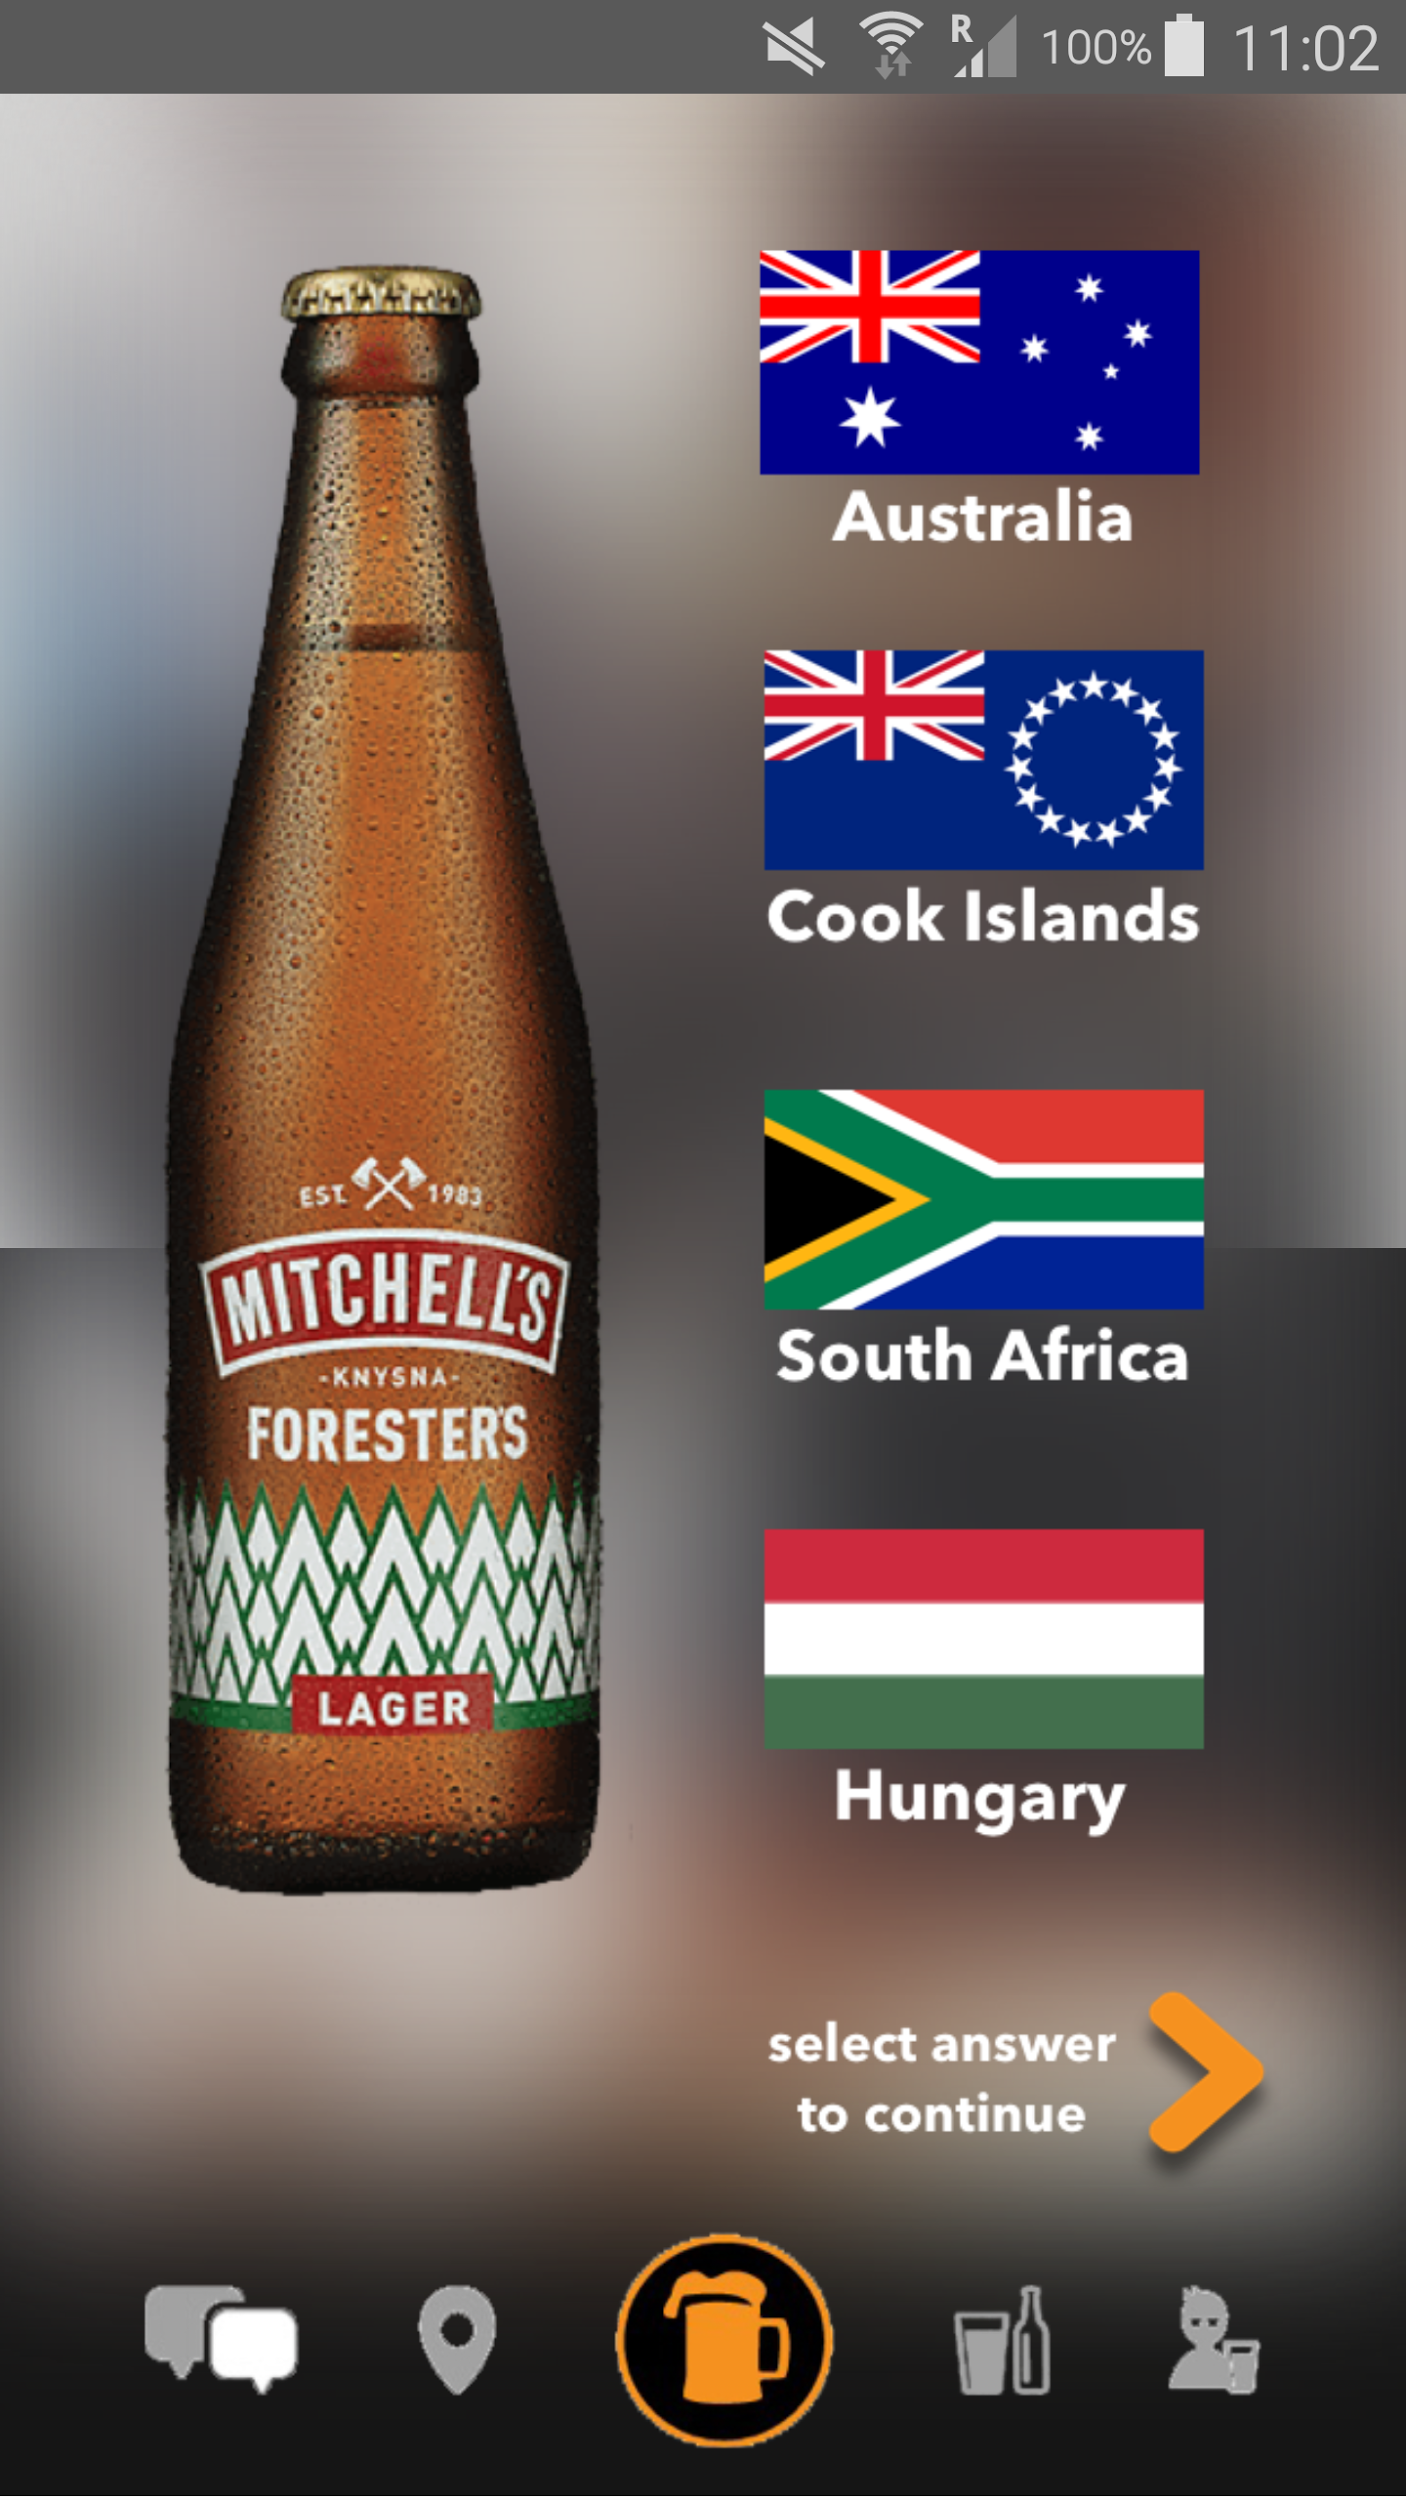 R 100% 11:02
EST. 1983
MITCHELL'S
-KNYSNA-
FORESTER'S
LAGER
Australia
Cook Islands
South Africa
Hungary
select answer
to continue